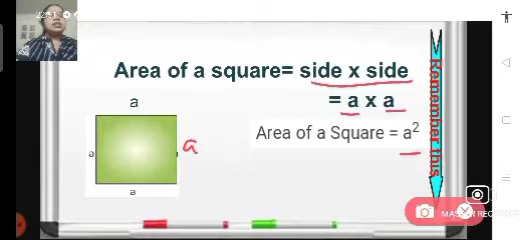 Area of a square= side x side
= a x a
Area of a Square = a²
a
a
a
a
Remember this